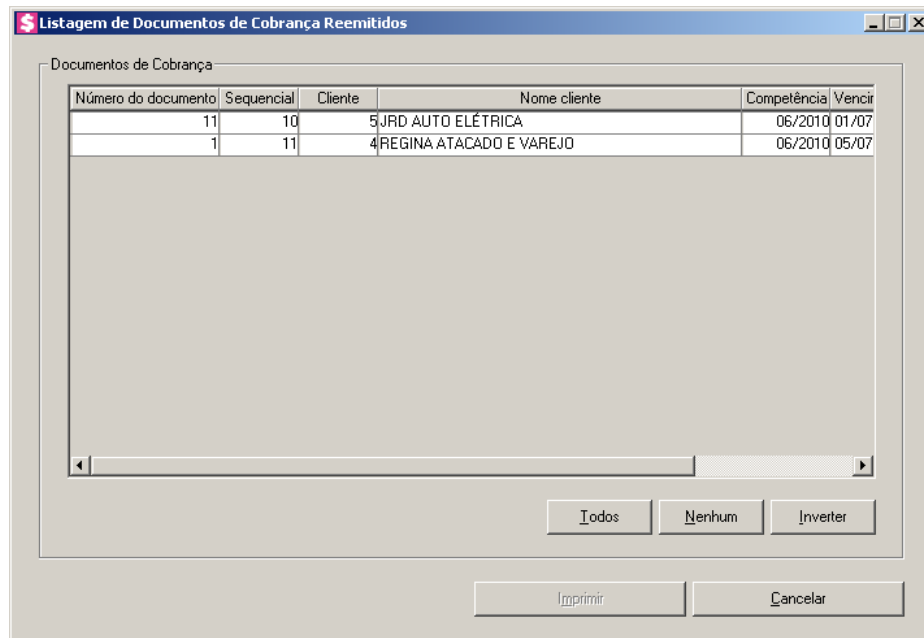 Listagem de Documentos de Cobrança Reemitidos
Documentos de Cobrança
Número do documento Sequencial Cliente Nome cliente Competência Vencir
11 10 5 JRD AUTO ELÉTRICA 06/2010 01/07
1 11 4 REGINA ATACADO E VAREJO 06/2010 05/07
Todos Nenhum Inverter
Imprimir Cancelar